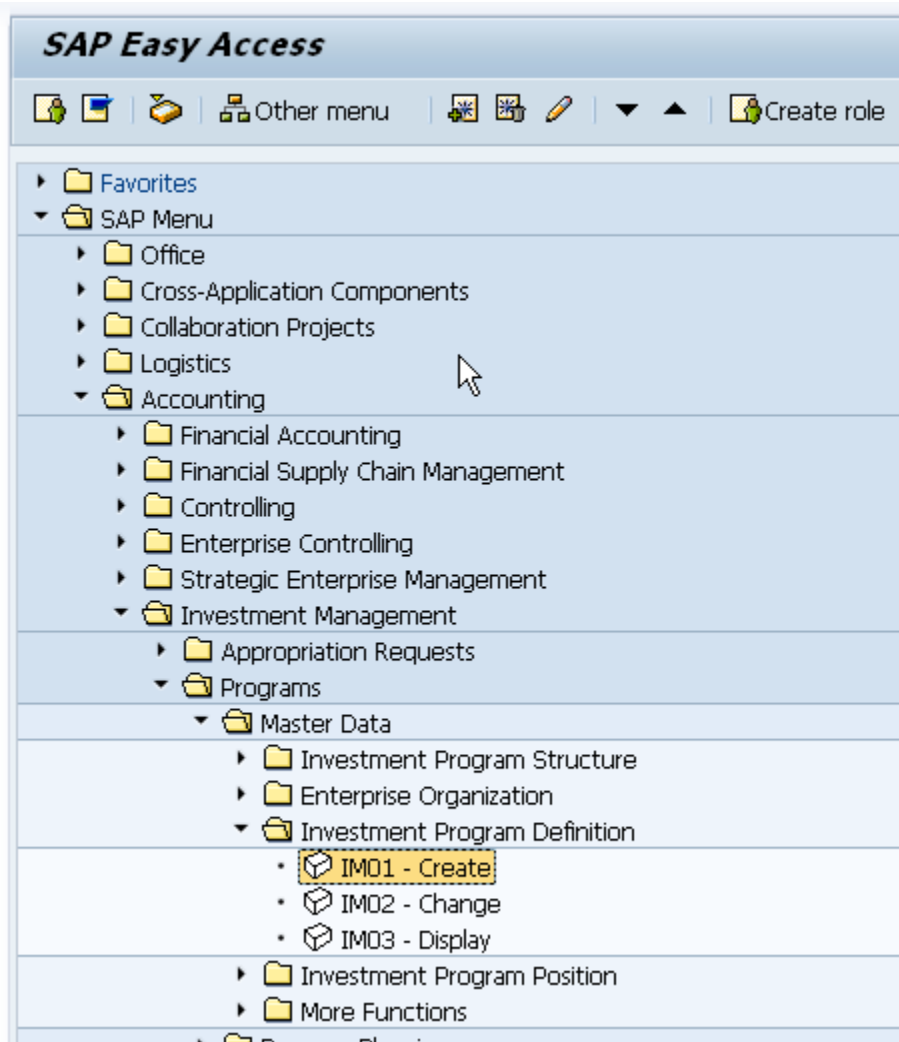 SAP Easy Access
Other menu Create role
Favorites
SAP Menu
Office
Cross-Application Components
Collaboration Projects
Logistics
Accounting
Financial Accounting
Financial Supply Chain Management
Controlling
Enterprise Controlling
Strategic Enterprise Management
Investment Management
Appropriation Requests
Programs
Master Data
Investment Program Structure
Enterprise Organization
Investment Program Definition
IM01 - Create
IM02 - Change
IM03 - Display
Investment Program Position
More Functions